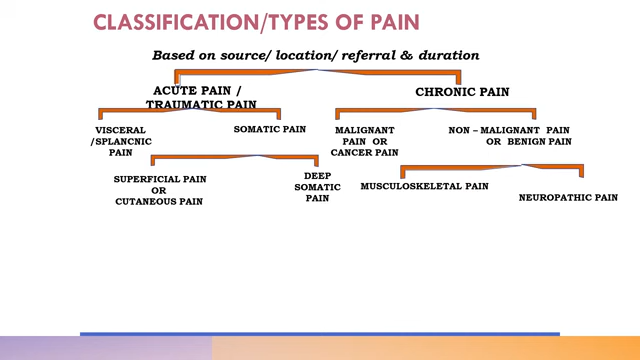 CLASSIFICATION/TYPES OF PAIN
Based on source/ location/ referral & duration
ACUTE PAIN /
TRAUMATIC PAIN
CHRONIC PAIN
VISCERAL
/SPLANCNIC
PAIN
SOMATIC PAIN
MALIGNANT
PAIN OR
CANCER PAIN
NON – MALIGNANT PAIN
OR BENIGN PAIN
SUPERFICIAL PAIN
OR
CUTANEOUS PAIN
DEEP
SOMATIC
PAIN
MUSCULOSKELETAL PAIN
NEUROPATHIC PAIN